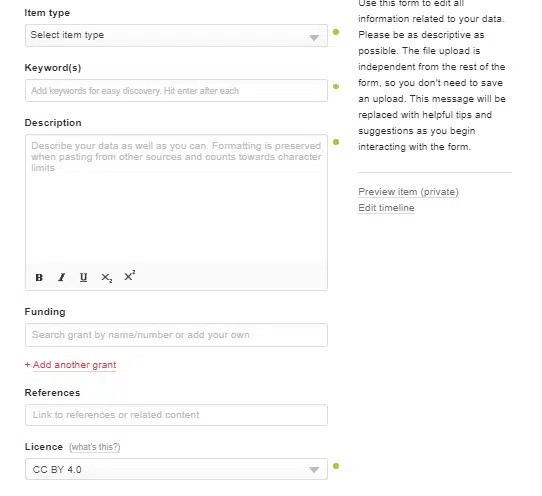 Item type
Select item type
Keyword(s)
Add keywords for easy discovery. Hit enter after each
Description
Describe your data as well as you can. Formatting is preserved
when pasting from other sources and counts towards character
limits
B I U X2 X2
Funding
Search grant by name/number or add your own
+ Add another grant
References
Link to references or related content
Licence (what's this?)
CC BY 4.0
Use this form to edit all
information related to your data.
Please be as descriptive as
possible. The file upload is
independent from the rest of the
form, so you don't need to save
an upload. This message will be
replaced with helpful tips and
suggestions as you begin
interacting with the form.
Preview item (private)
Edit timeline